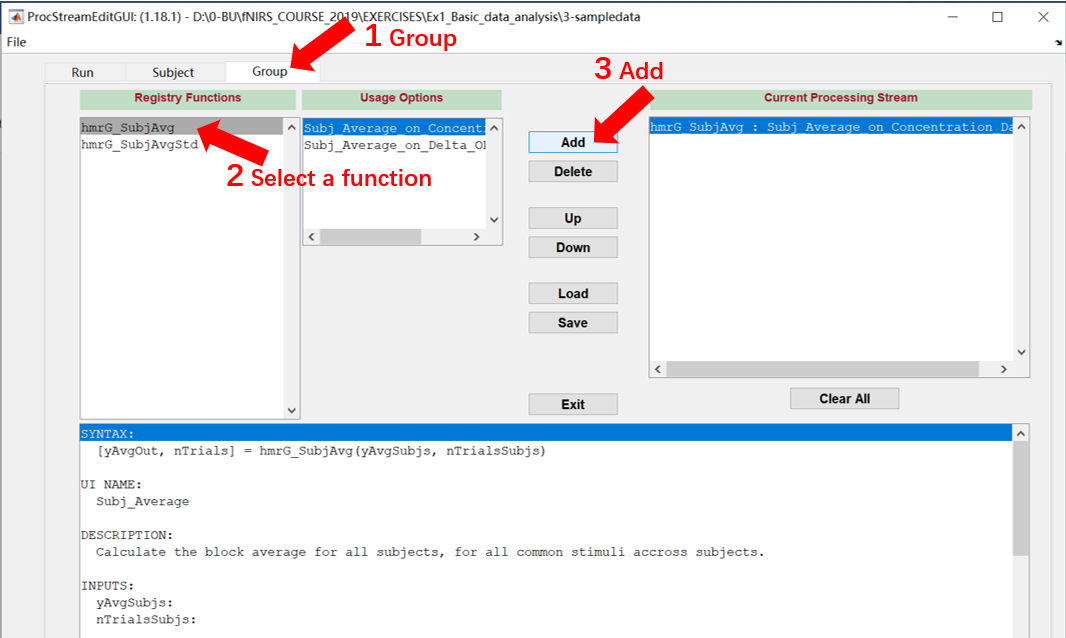 ProcStreamEditGUI: (1.18.1) - D:\0-BU\fNIRS_COURSE_2019\EXERCISES\Ex1_Basic_data_analysis\3-sampledata
File
1 Group
3 Add
Run Subject Group
Registry Functions Usage Options Current Processing Stream
hmrG_SubjAvg
hmrG_SubjAvgStd
Subj_Average_on_Concent
Subj_Average_on_Delta_O
hmrG_SubjAvg : Subj_Average_on_Concentration_Da
2 Select a function
Add
Delete
Up
Down
Load
Save
Exit
Clear All
SYNTAX:
[yAvgOut, nTrials] = hmrG_SubjAvg(yAvgSubjs, nTrialsSubjs)
UI NAME:
Subj_Average
DESCRIPTION:
Calculate the block average for all subjects, for all common stimuli accross subjects.
INPUTS:
yAvgSubjs:
nTrialsSubjs: